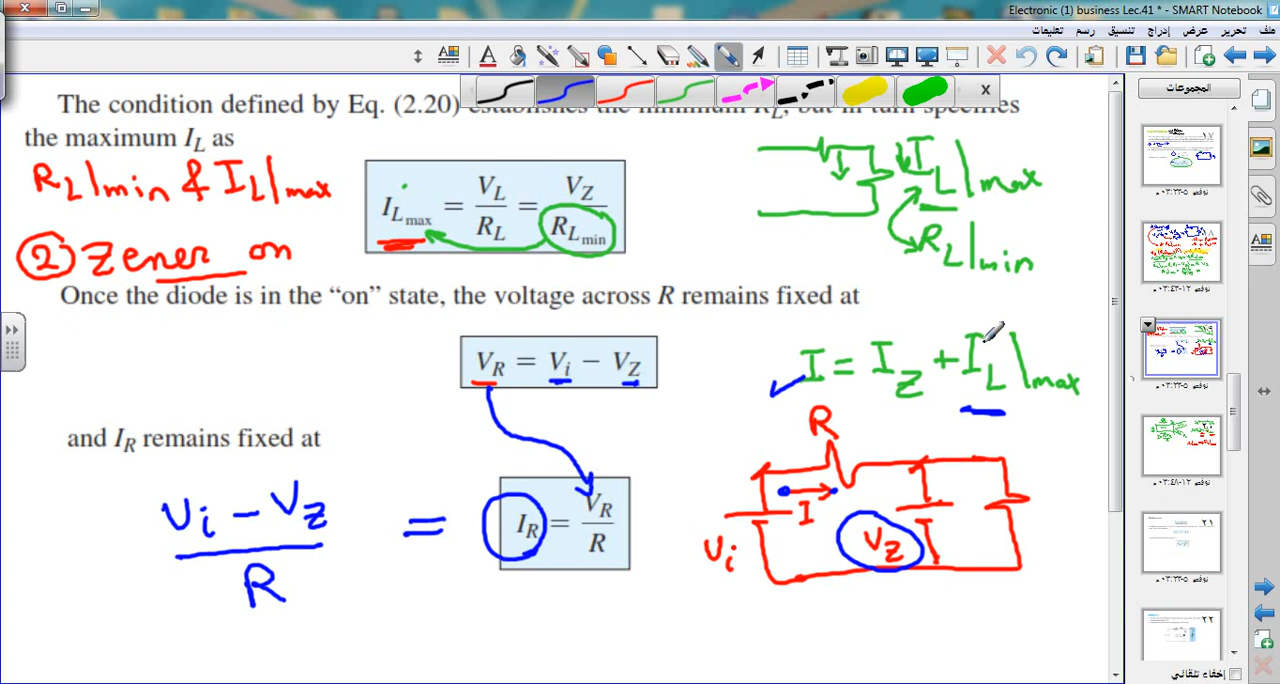 Electronic (1) business Lec.41 * - SMART Notebook
ملف تحرير عرض إدراج تنسيق رسم تعليمات
المجموعات
The condition defined by Eq. (2.20) establishes the minimum R_L, but in turn specifies
the maximum I_L as
R_L|min & I_L|max
I_Lmax = V_L/R_L = V_Z/R_Lmin
I I_L|max
R_L|min
② Zener on
Once the diode is in the “on” state, the voltage across R remains fixed at
V_R = V_i − V_Z
I = I_Z + I_L|max
and I_R remains fixed at
R
I
V_i
V_Z
V_i − V_Z / R = I_R = V_R/R
٢١
٢٢
إخفاء تلقائي